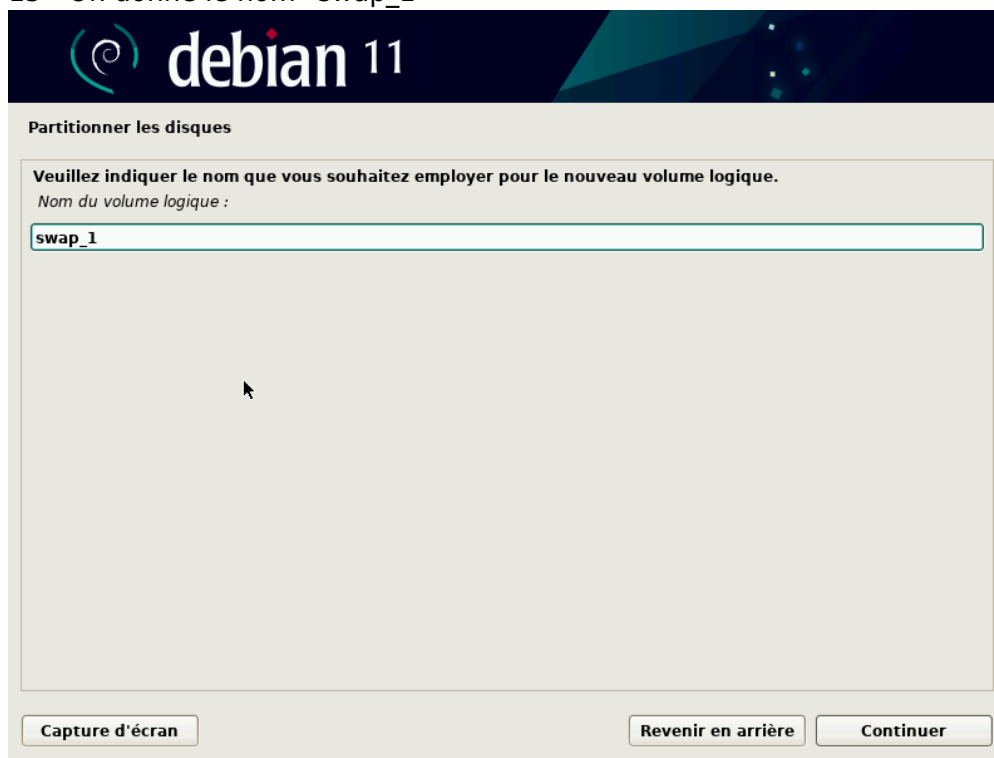 debian 11
Partitionner les disques
Veuillez indiquer le nom que vous souhaitez employer pour le nouveau volume logique.
Nom du volume logique :
swap_1
Capture d'écran
Revenir en arrière
Continuer